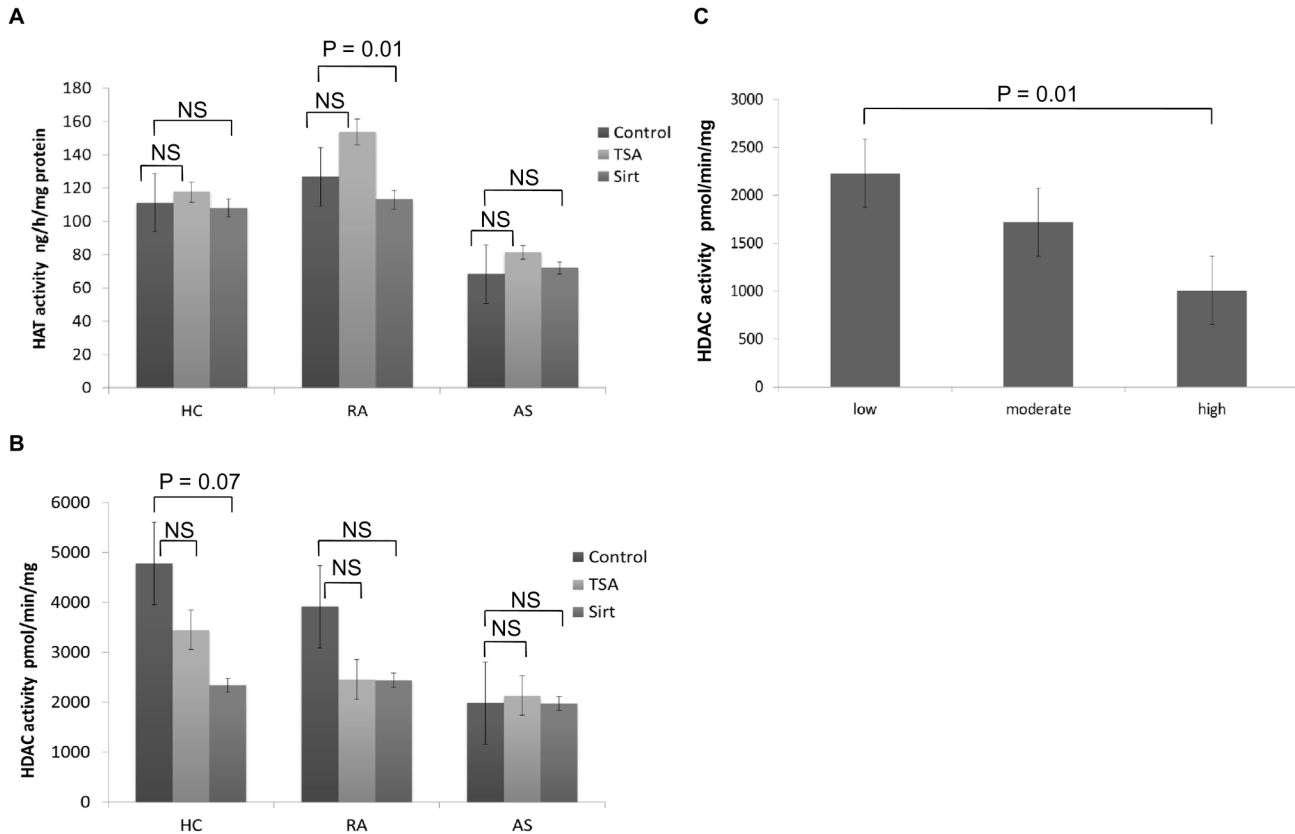 A
P = 0.01
NS
NS
NS
NS
NS
NS
HAT activity ng/h/mg protein
180
160
140
120
100
80
60
40
20
0
Control
TSA
Sirt
HC
RA
AS
B
P = 0.07
NS
NS
NS
NS
NS
HDAC activity pmol/min/mg
6000
5000
4000
3000
2000
1000
0
Control
TSA
Sirt
HC
RA
AS
C
P = 0.01
HDAC activity pmol/min/mg
3000
2500
2000
1500
1000
500
0
low
moderate
high